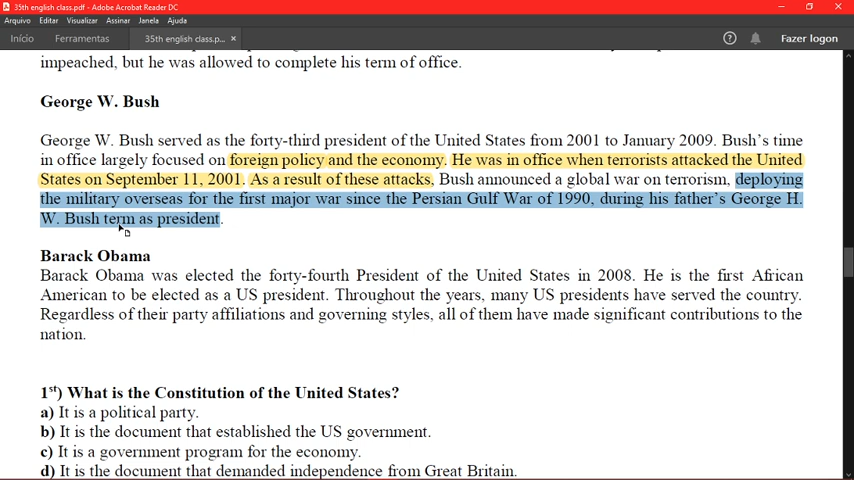 35th english class.pdf - Adobe Acrobat Reader DC
Arquivo Editar Visualizar Assinar Janela Ajuda
Início Ferramentas 35th english class.p... × ? Fazer logon
impeached, but he was allowed to complete his term of office.
George W. Bush
George W. Bush served as the forty-third president of the United States from 2001 to January 2009. Bush's time
in office largely focused on foreign policy and the economy. He was in office when terrorists attacked the United
States on September 11, 2001. As a result of these attacks, Bush announced a global war on terrorism, deploying
the military overseas for the first major war since the Persian Gulf War of 1990, during his father's George H.
W. Bush term as president.
Barack Obama
Barack Obama was elected the forty-fourth President of the United States in 2008. He is the first African
American to be elected as a US president. Throughout the years, many US presidents have served the country.
Regardless of their party affiliations and governing styles, all of them have made significant contributions to the
nation.
1st) What is the Constitution of the United States?
a) It is a political party.
b) It is the document that established the US government.
c) It is a government program for the economy.
d) It is the document that demanded independence from Great Britain.